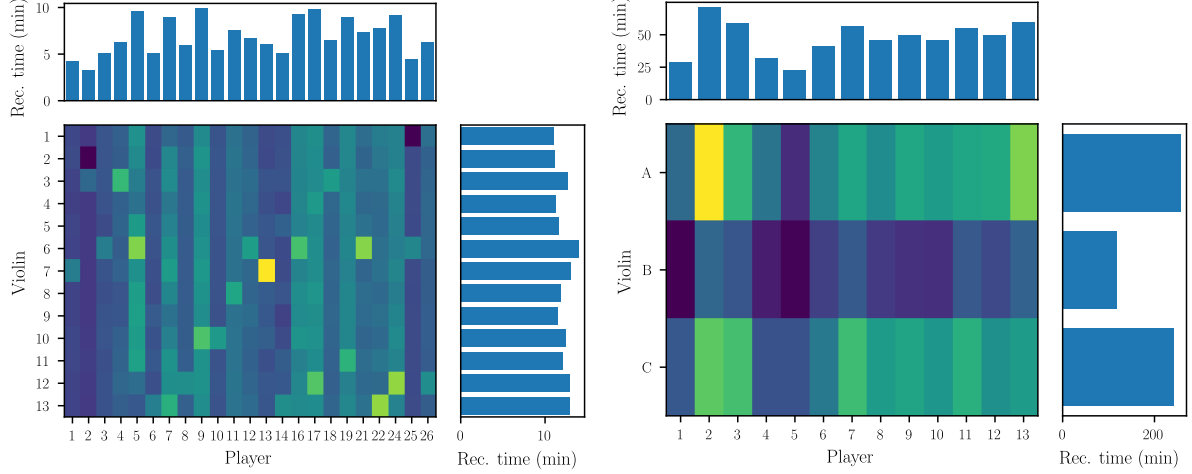 Rec. time (min)
10
5
0
Violin
1
2
3
4
5
6
7
8
9
10
11
12
13
1 2 3 4 5 6 7 8 9 10 11 12 13 14 16 17 18 19 21 22 24 25 26
Player
0 10
Rec. time (min)
Rec. time (min)
50
25
0
Violin
A
B
C
1 2 3 4 5 6 7 8 9 10 11 12 13
Player
0 200
Rec. time (min)